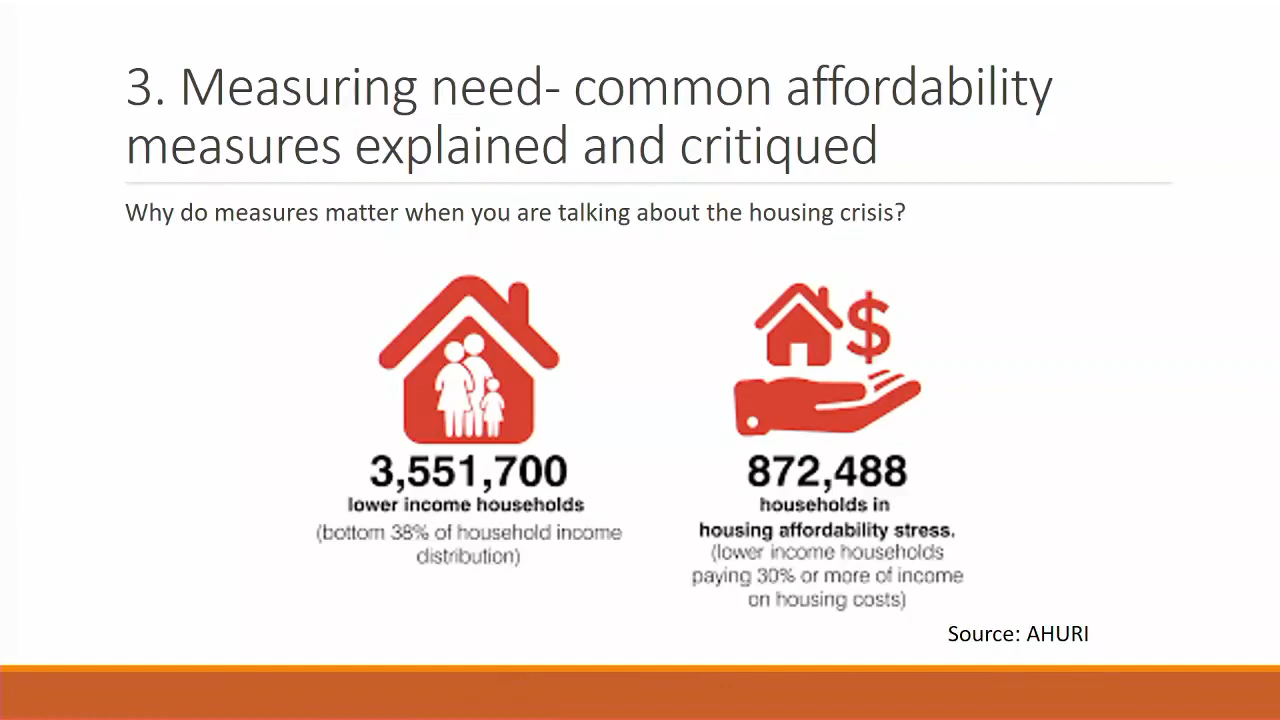 3. Measuring need- common affordability
measures explained and critiqued
Why do measures matter when you are talking about the housing crisis?
3,551,700
lower income households
(bottom 38% of household income
distribution)
$
872,488
households in
housing affordability stress.
(lower income households
paying 30% or more of income
on housing costs)
Source: AHURI